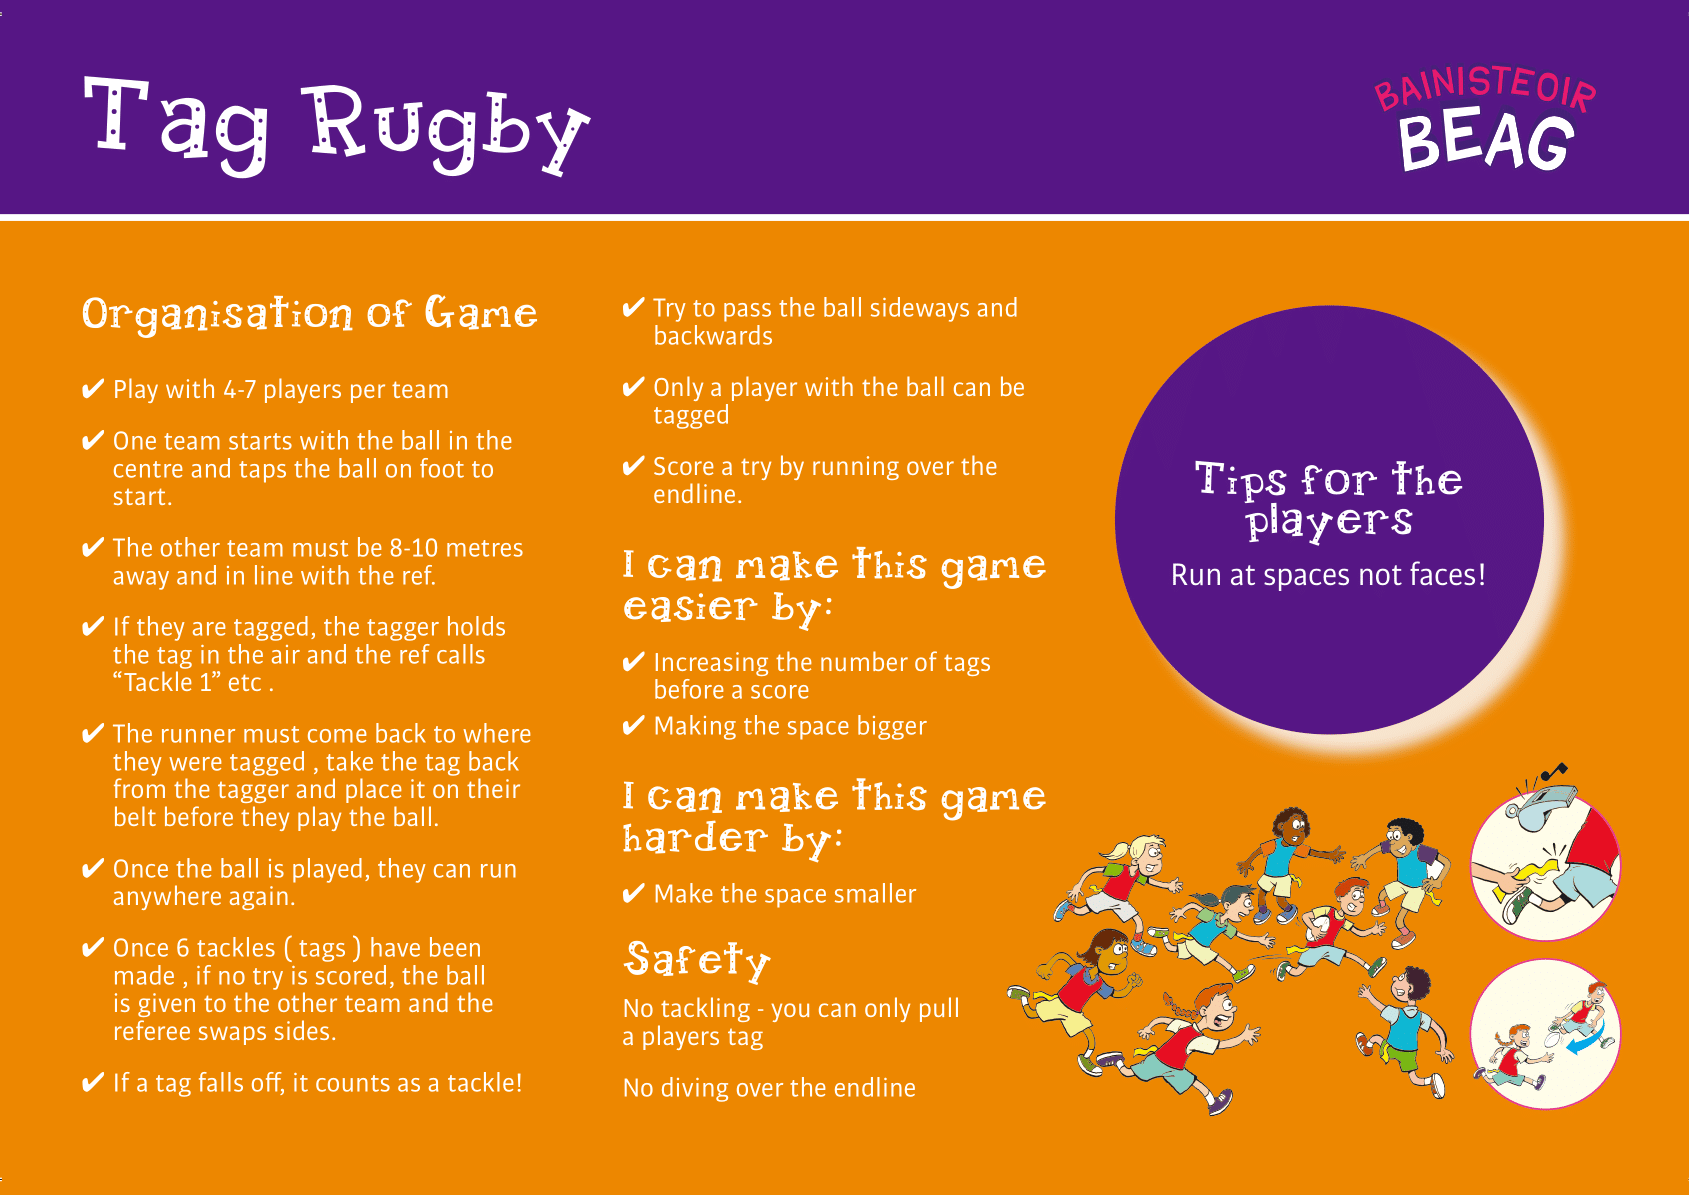 Tag Rugby
BAINISTEOIR
BEAG
Organisation of Game
✔ Play with 4-7 players per team
✔ One team starts with the ball in the
centre and taps the ball on foot to
start.
✔ The other team must be 8-10 metres
away and in line with the ref.
✔ If they are tagged, the tagger holds
the tag in the air and the ref calls
“Tackle 1” etc .
✔ The runner must come back to where
they were tagged , take the tag back
from the tagger and place it on their
belt before they play the ball.
✔ Once the ball is played, they can run
anywhere again.
✔ Once 6 tackles ( tags ) have been
made , if no try is scored, the ball
is given to the other team and the
referee swaps sides.
✔ If a tag falls off, it counts as a tackle!
✔ Try to pass the ball sideways and
backwards
✔ Only a player with the ball can be
tagged
✔ Score a try by running over the
endline.
I can make this game
easier by:
✔ Increasing the number of tags
before a score
✔ Making the space bigger
I can make this game
harder by:
✔ Make the space smaller
Safety
No tackling - you can only pull
a players tag
No diving over the endline
Tips for the
players
Run at spaces not faces!